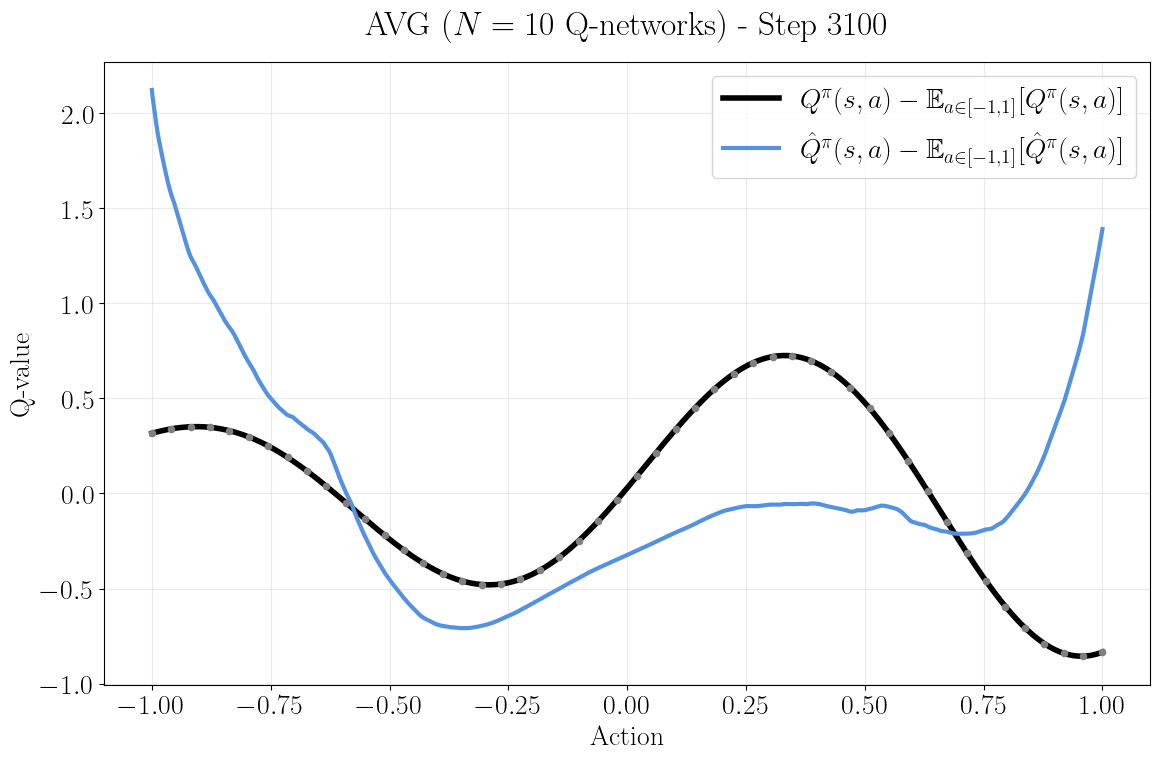 AVG (N = 10 Q-networks) - Step 3100
Q^π(s, a) − 𝔼_{a∈[−1,1]}[Q^π(s, a)]
Q̂^π(s, a) − 𝔼_{a∈[−1,1]}[Q̂^π(s, a)]
Q-value
2.0
1.5
1.0
0.5
0.0
−0.5
−1.0
−1.00 −0.75 −0.50 −0.25 0.00 0.25 0.50 0.75 1.00
Action